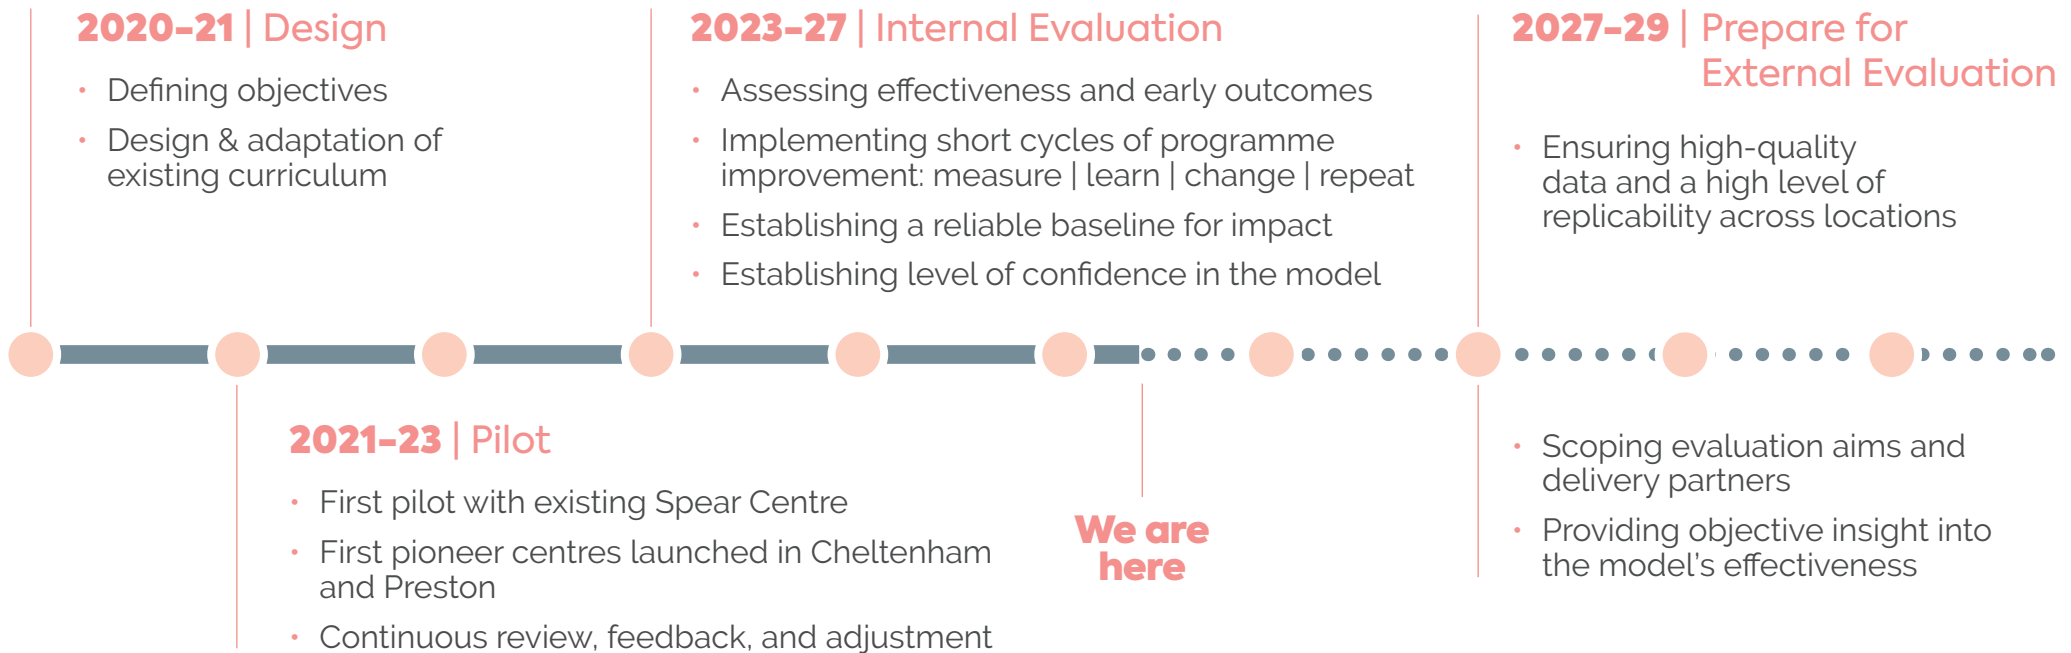 2020-21 | Design
• Defining objectives
• Design & adaptation of
existing curriculum
2023-27 | Internal Evaluation
• Assessing effectiveness and early outcomes
• Implementing short cycles of programme
improvement: measure | learn | change | repeat
• Establishing a reliable baseline for impact
• Establishing level of confidence in the model
2027-29 | Prepare for
External Evaluation
• Ensuring high-quality
data and a high level of
replicability across locations
2021-23 | Pilot
• First pilot with existing Spear Centre
• First pioneer centres launched in Cheltenham
and Preston
• Continuous review, feedback, and adjustment
We are
here
• Scoping evaluation aims and
delivery partners
• Providing objective insight into
the model’s effectiveness